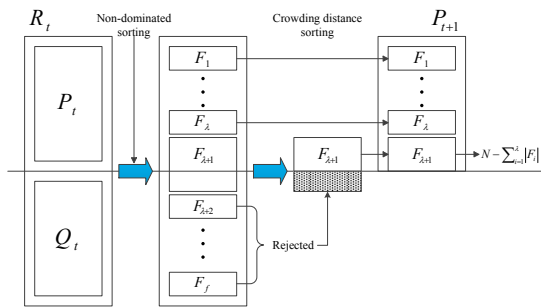 R_t
Non-dominated sorting
Crowding distance sorting
P_{t+1}
P_t
Q_t
F_1
F_λ
F_{λ+1}
F_{λ+2}
F_f
F_{λ+1}
Rejected
F_1
F_λ
F_{λ+1}
N − ∑_{i=1}^{λ} |F_i|